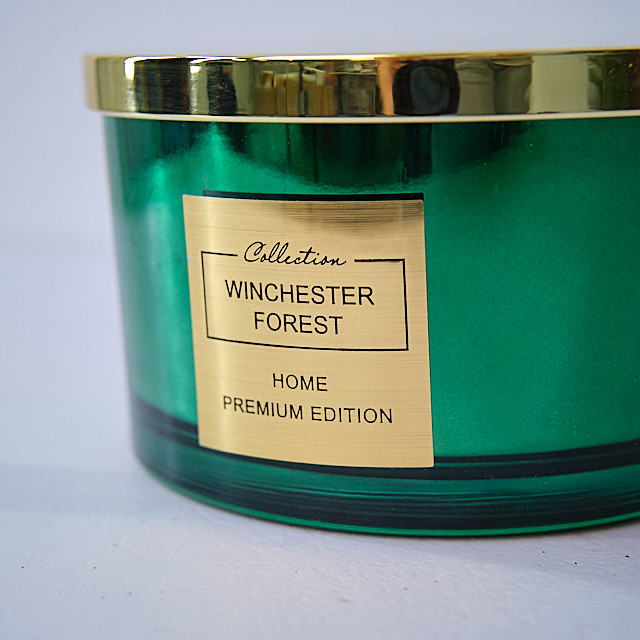 Collection
WINCHESTER
FOREST
HOME
PREMIUM EDITION